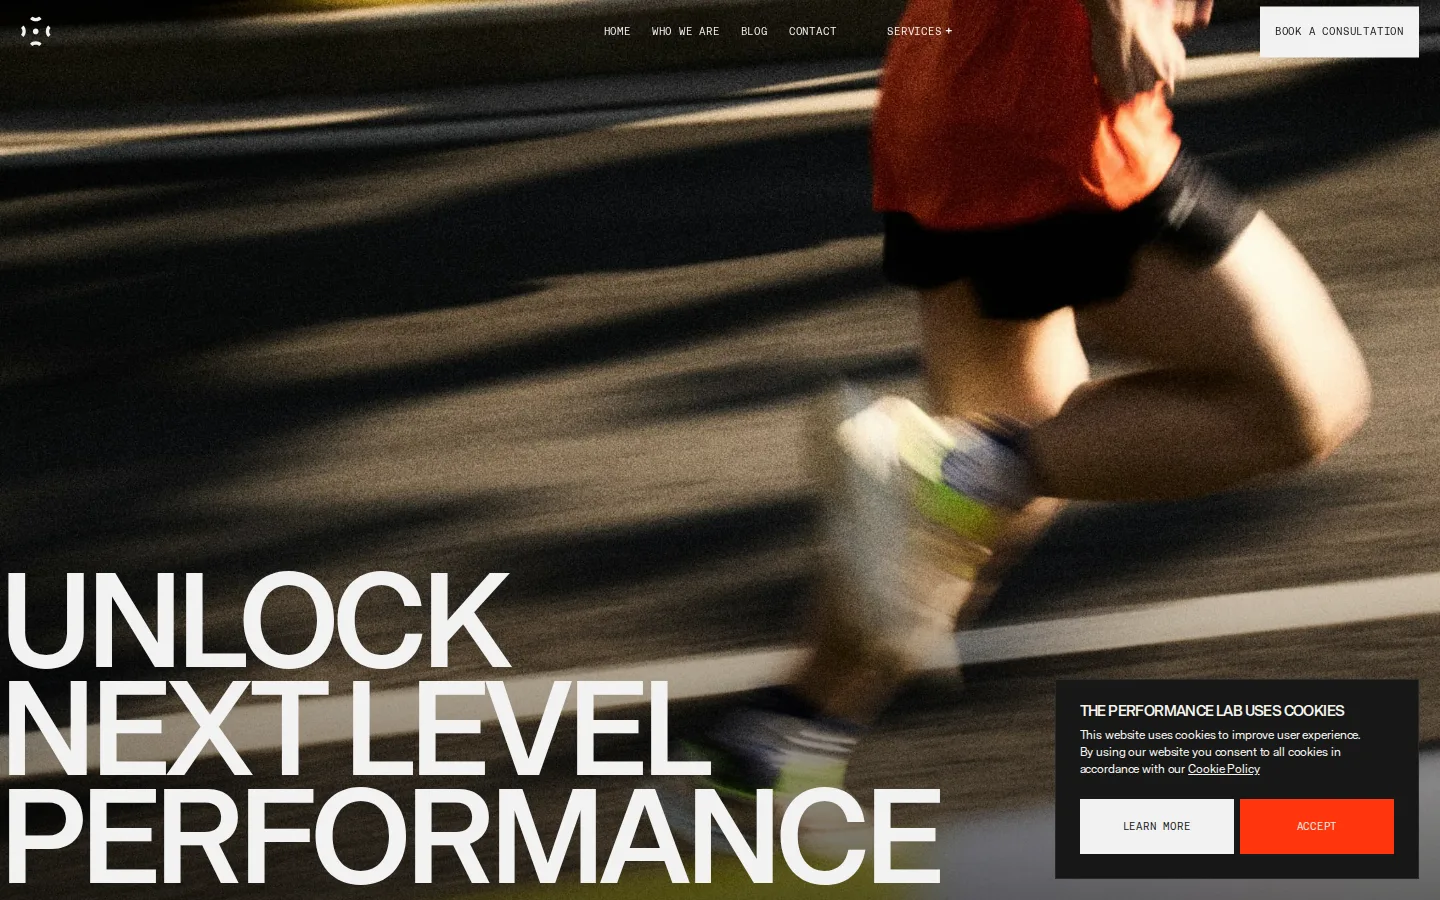 HOME
WHO WE ARE
BLOG
CONTACT
SERVICES +
BOOK A CONSULTATION
UNLOCK
NEXT LEVEL
PERFORMANCE
THE PERFORMANCE LAB USES COOKIES
This website uses cookies to improve user experience.
By using our website you consent to all cookies in
accordance with our Cookie Policy
LEARN MORE
ACCEPT